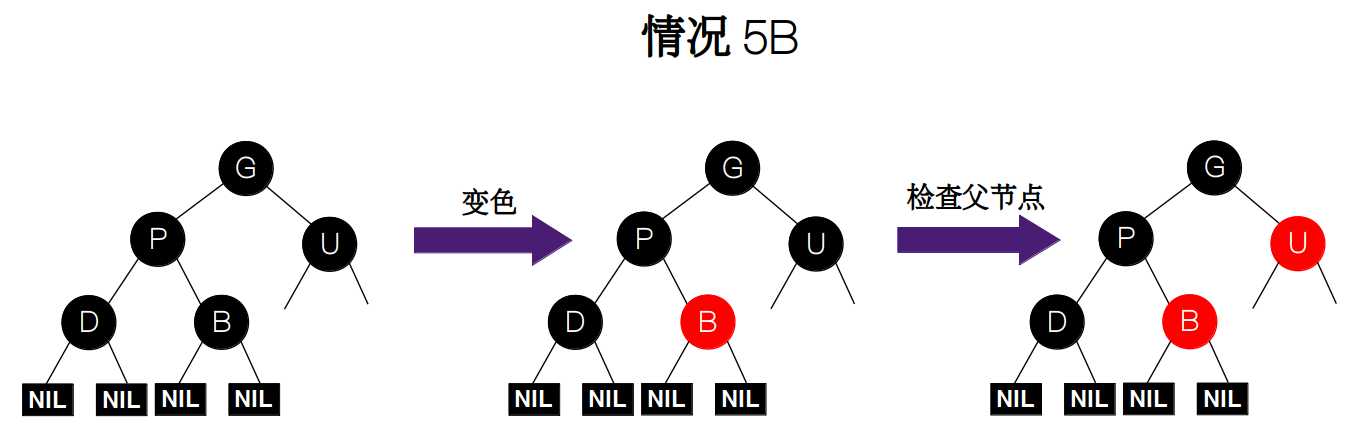 情况 5B
变色
检查父节点
G G G
P U P U P U
D B D B D B
NIL NIL NIL NIL NIL NIL NIL NIL NIL NIL NIL NIL